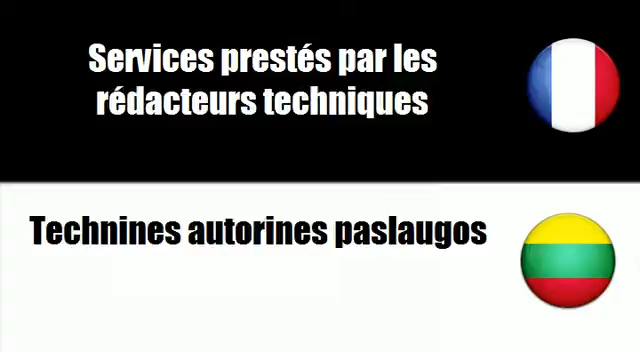 Services prestés par les
rédacteurs techniques
Technines autorines paslaugos